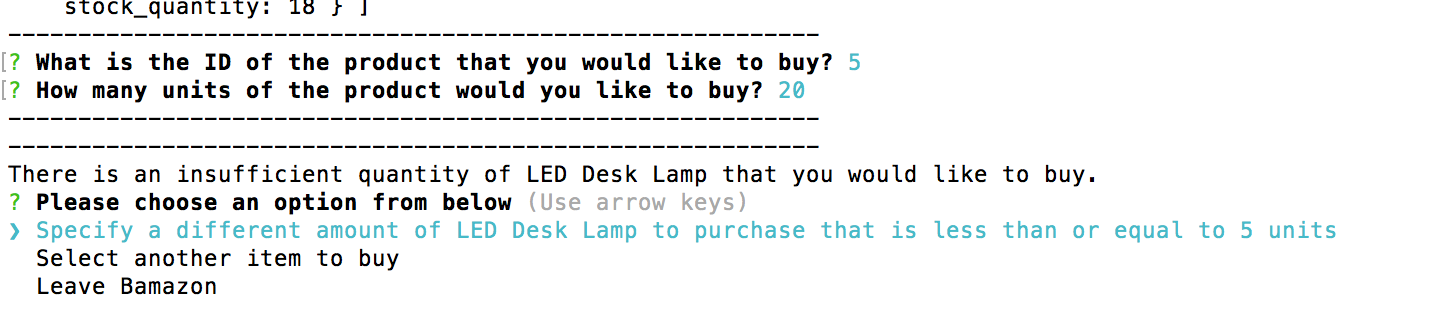 stock_quantity: 18 } ]
----------------------------------------------------------
[? What is the ID of the product that you would like to buy? 5
[? How many units of the product would you like to buy? 20
----------------------------------------------------------
----------------------------------------------------------
There is an insufficient quantity of LED Desk Lamp that you would like to buy.
? Please choose an option from below (Use arrow keys)
❯ Specify a different amount of LED Desk Lamp to purchase that is less than or equal to 5 units
Select another item to buy
Leave Bamazon